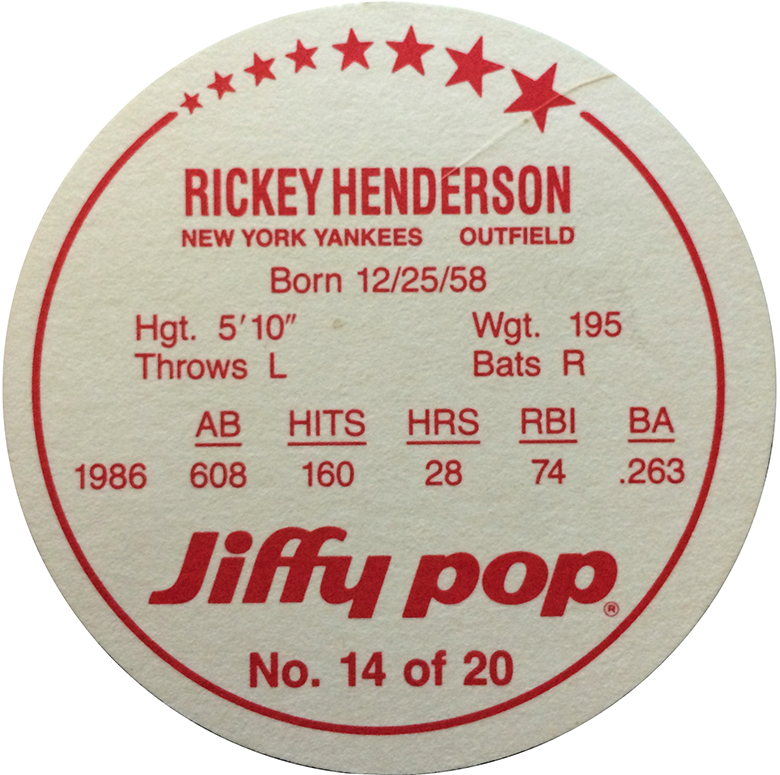 RICKEY HENDERSON
NEW YORK YANKEES OUTFIELD
Born 12/25/58
Hgt. 5'10" Wgt. 195
Throws L Bats R
AB HITS HRS RBI BA
1986 608 160 28 74 .263
Jiffy pop®
No. 14 of 20